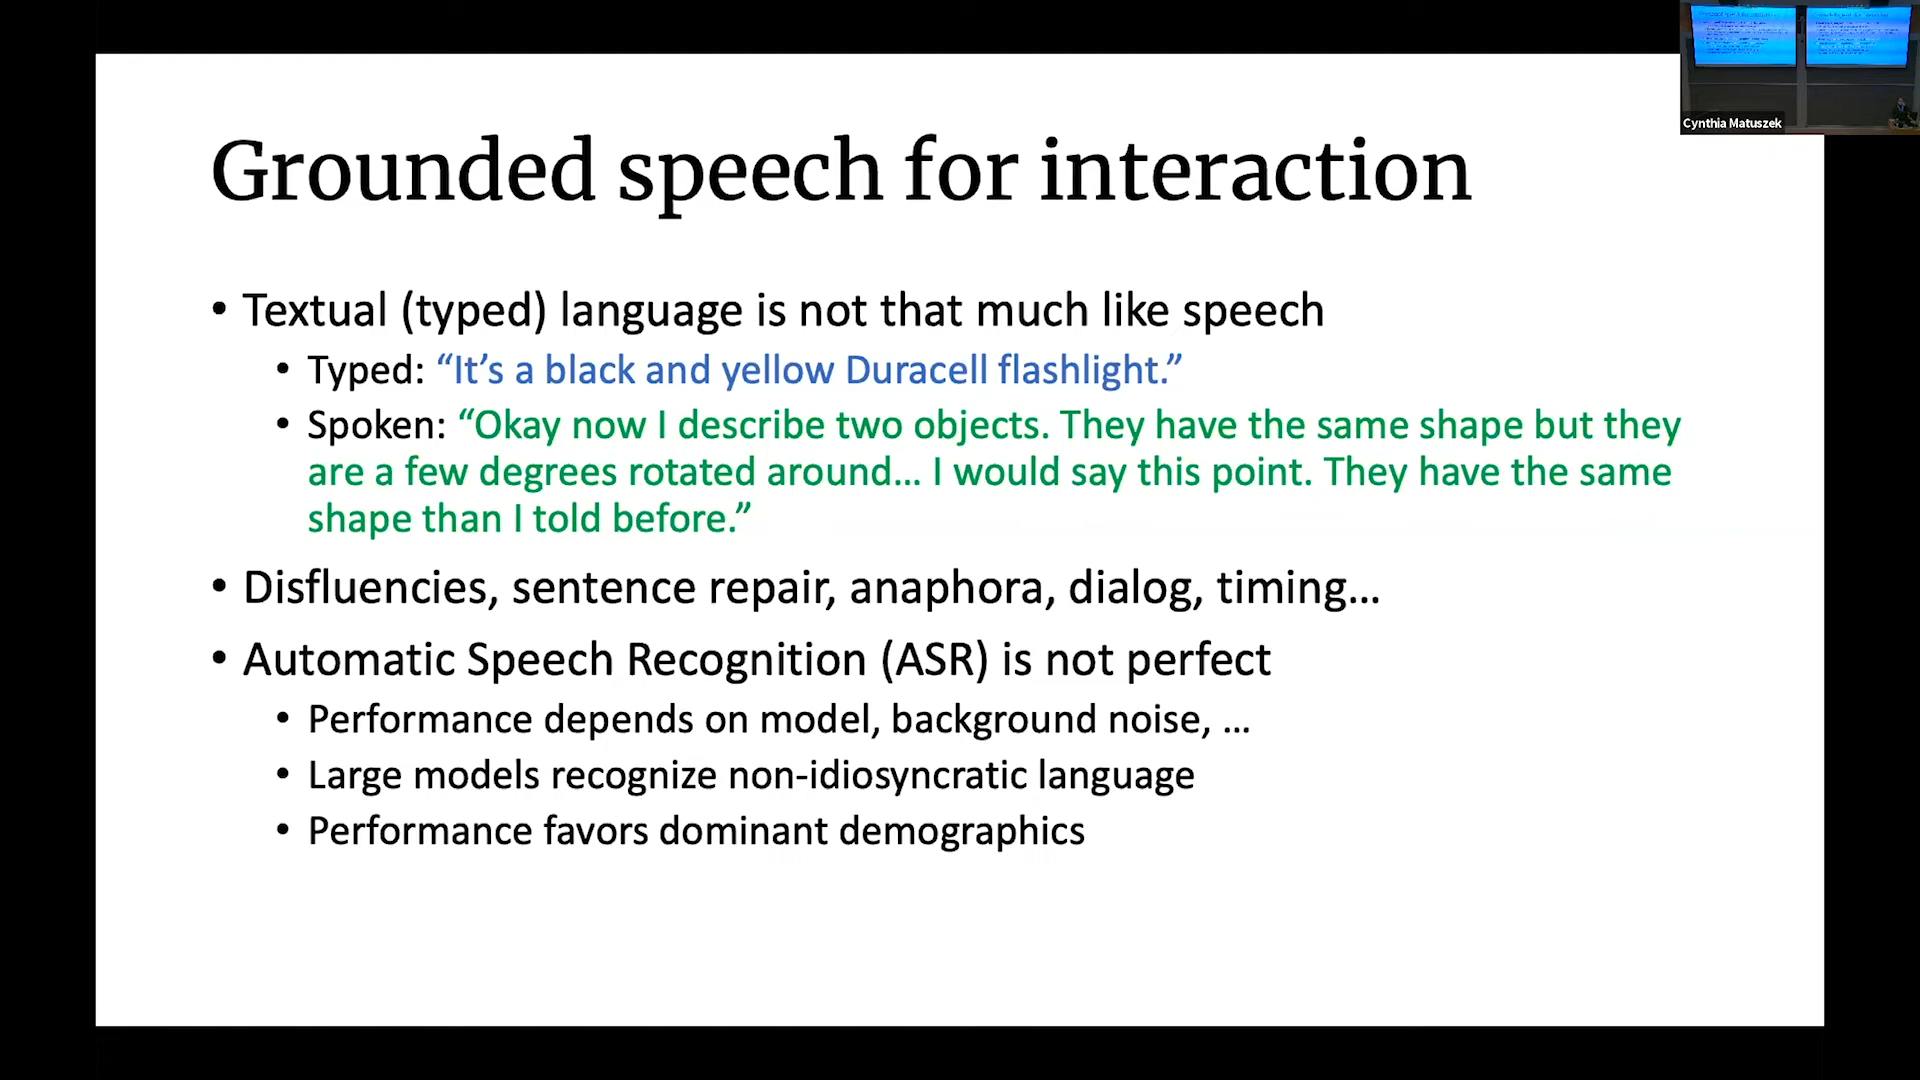 Cynthia Matuszek
Grounded speech for interaction
• Textual (typed) language is not that much like speech
• Typed: “It’s a black and yellow Duracell flashlight.”
• Spoken: “Okay now I describe two objects. They have the same shape but they
are a few degrees rotated around... I would say this point. They have the same
shape than I told before.”
• Disfluencies, sentence repair, anaphora, dialog, timing...
• Automatic Speech Recognition (ASR) is not perfect
• Performance depends on model, background noise, ...
• Large models recognize non-idiosyncratic language
• Performance favors dominant demographics